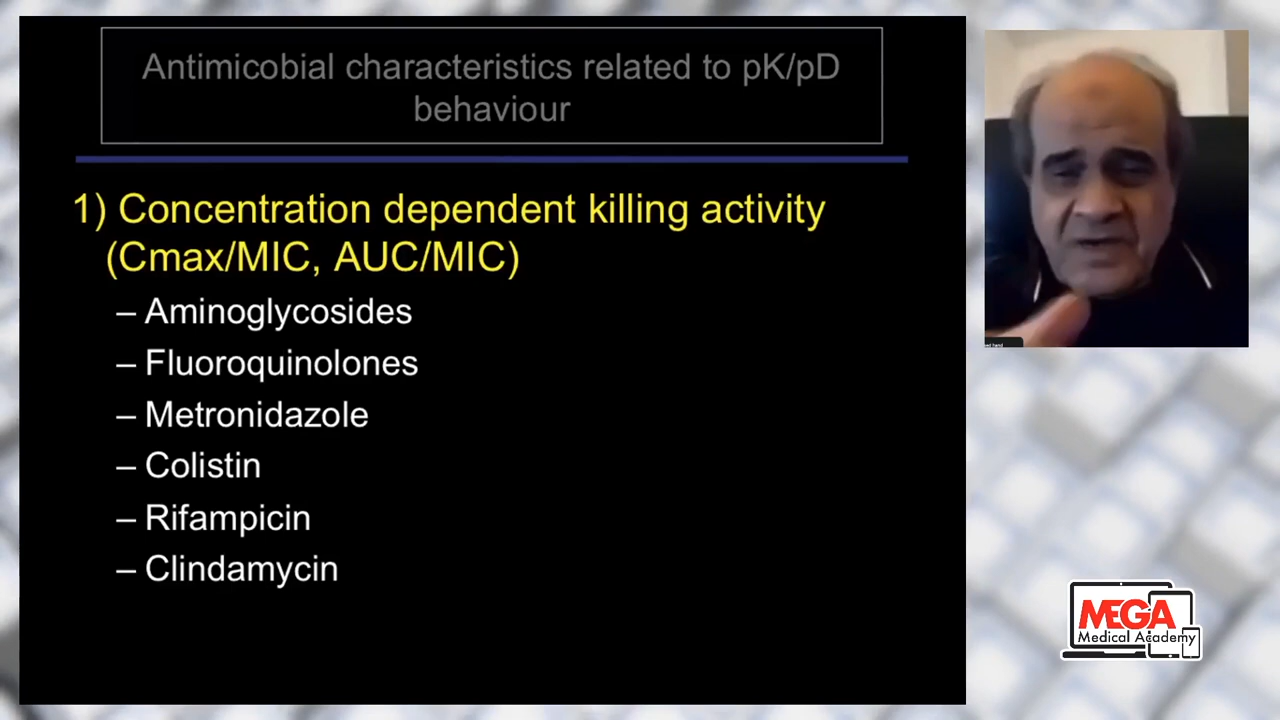 Antimicobial characteristics related to pK/pD
behaviour
1) Concentration dependent killing activity
(Cmax/MIC, AUC/MIC)
– Aminoglycosides
– Fluoroquinolones
– Metronidazole
– Colistin
– Rifampicin
– Clindamycin
MEGA
Medical Academy